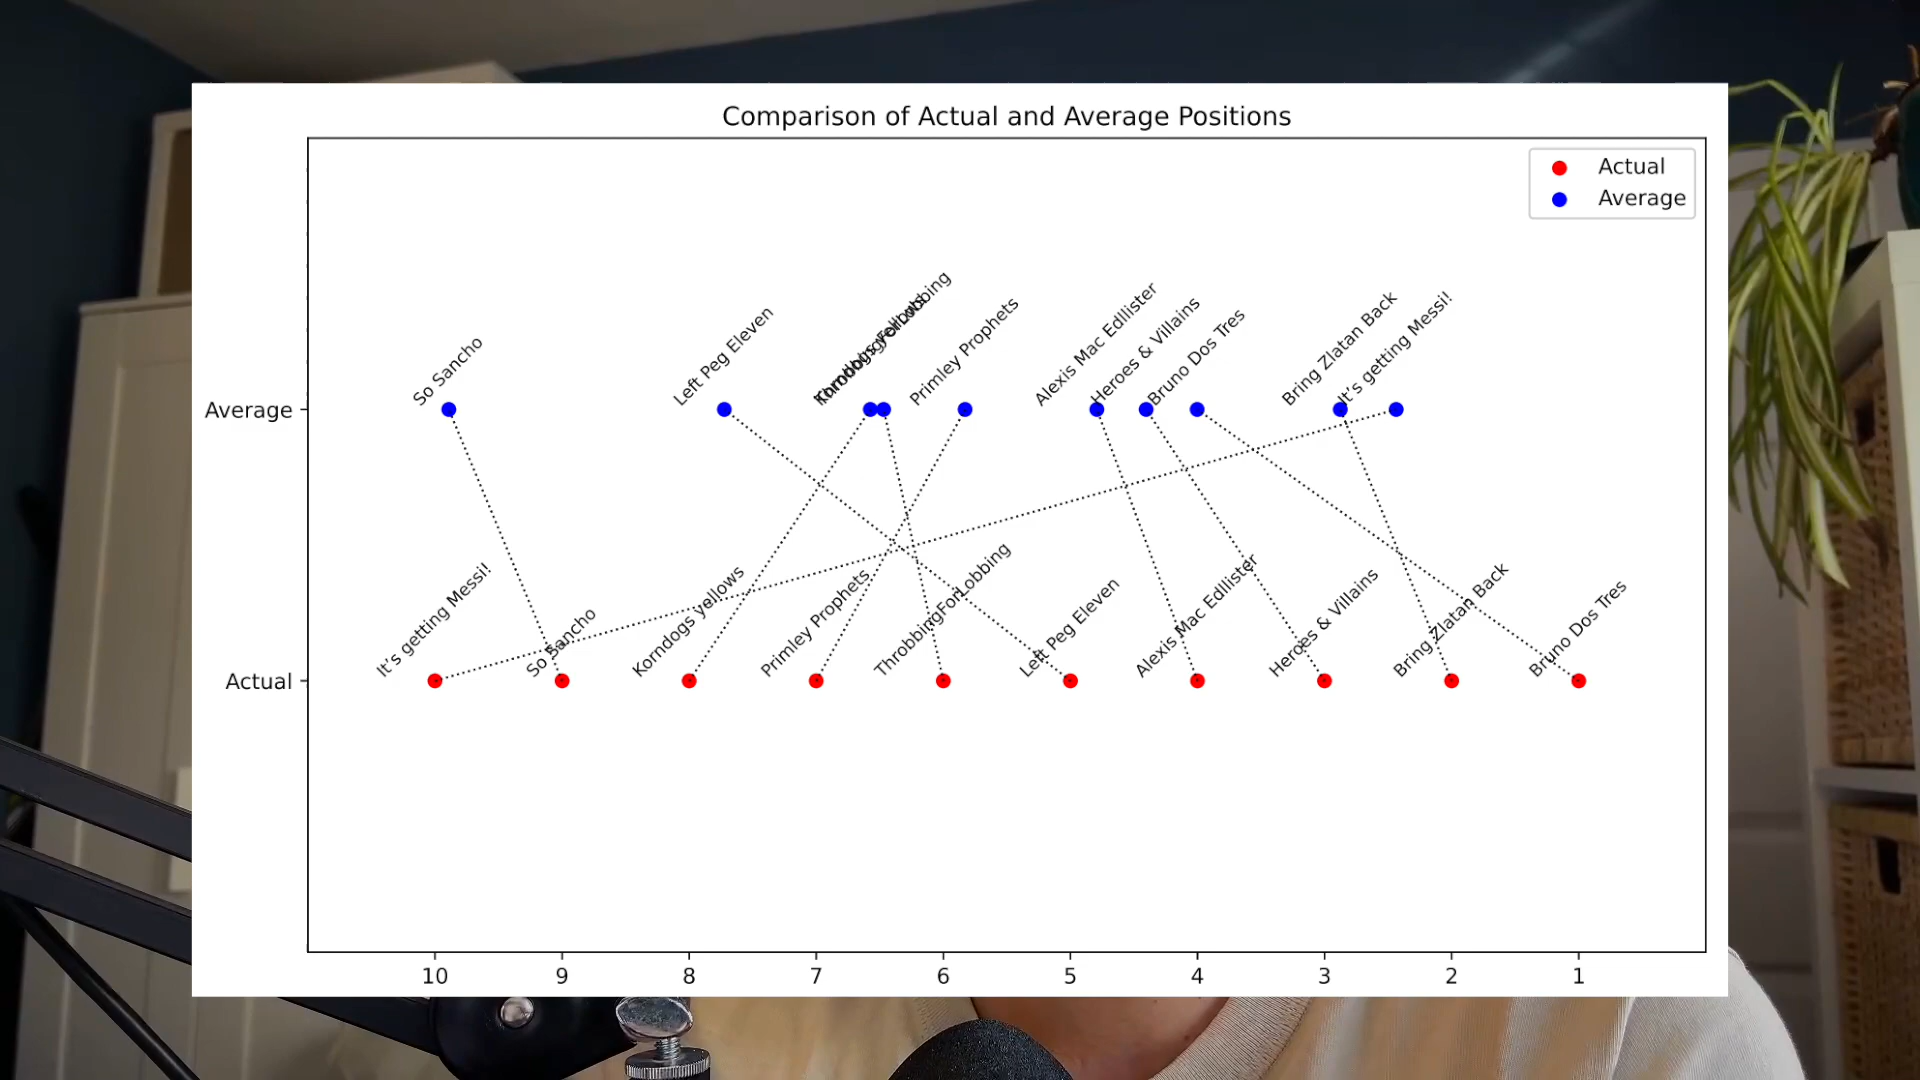 Comparison of Actual and Average Positions
Actual
Average
Average
So Sancho
Left Peg Eleven
Primley Prophets
Alexis Mac Edllister
Heroes & Villains
Bruno Dos Tres
Bring Zlatan Back
It's getting Messi!
Actual
It's getting Messi!
So Sancho
Korndogs yellows
Primley Prophets
ThrobbingForLobbing
Left Peg Eleven
Alexis Mac Edllister
Heroes & Villains
Bring Zlatan Back
Bruno Dos Tres
10 9 8 7 6 5 4 3 2 1